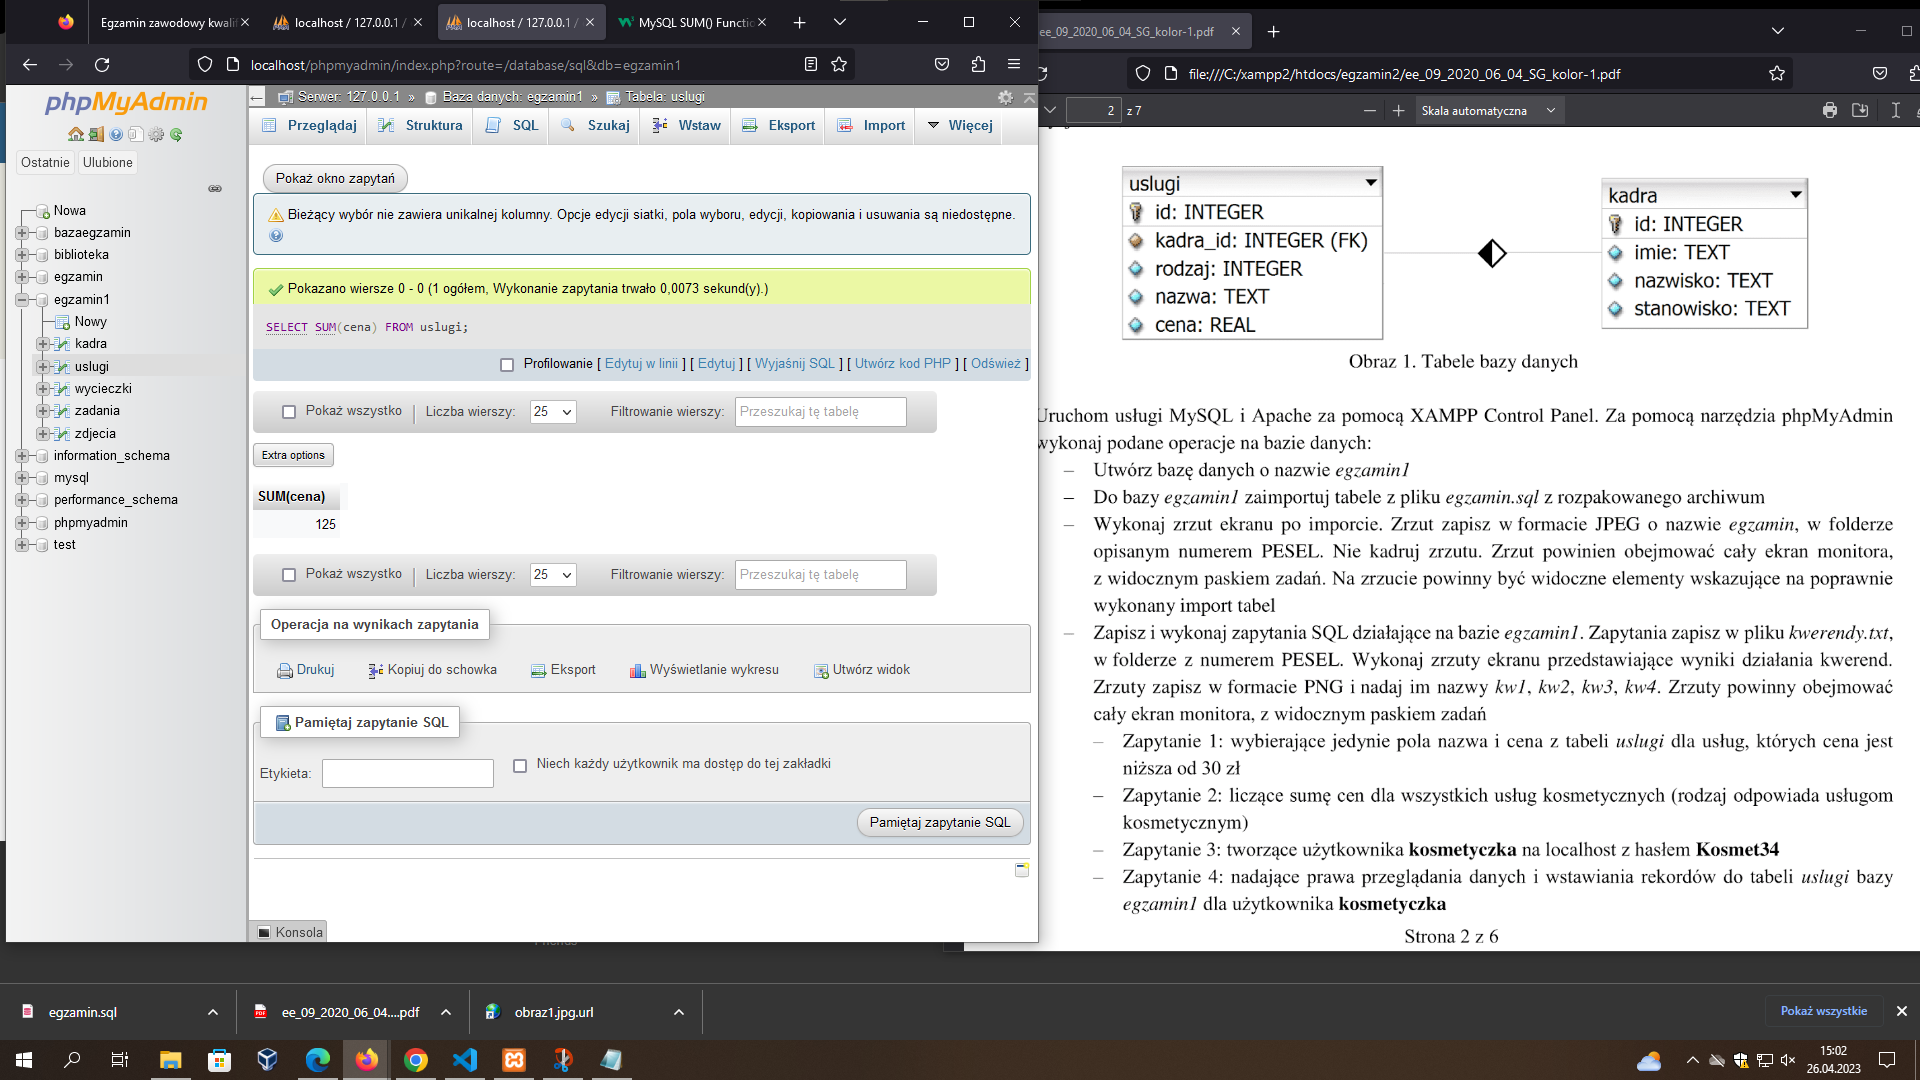 Egzamin zawodowy kwalif
localhost / 127.0.0.1 /
localhost / 127.0.0.1 /
MySQL SUM() Functio
localhost/phpmyadmin/index.php?route=/database/sql&db=egzamin1
phpMyAdmin
Ostatnie
Ulubione
Nowa
bazaegzamin
biblioteka
egzamin
egzamin1
Nowy
kadra
uslugi
wycieczki
zadania
zdjecia
information_schema
mysql
performance_schema
phpmyadmin
test
Serwer: 127.0.0.1 » Baza danych: egzamin1 » Tabela: uslugi
Przeglądaj
Struktura
SQL
Szukaj
Wstaw
Eksport
Import
Więcej
Pokaż okno zapytań
Bieżący wybór nie zawiera unikalnej kolumny. Opcje edycji siatki, pola wyboru, edycji, kopiowania i usuwania są niedostępne.
Pokazano wiersze 0 - 0 (1 ogółem, Wykonanie zapytania trwało 0,0073 sekund(y).)
SELECT SUM(cena) FROM uslugi;
Profilowanie [ Edytuj w linii ] [ Edytuj ] [ Wyjaśnij SQL ] [ Utwórz kod PHP ] [ Odśwież ]
Pokaż wszystko
Liczba wierszy:
25
Filtrowanie wierszy:
Przeszukaj tę tabelę
Extra options
SUM(cena)
125
Pokaż wszystko
Liczba wierszy:
25
Filtrowanie wierszy:
Przeszukaj tę tabelę
Operacja na wynikach zapytania
Drukuj
Kopiuj do schowka
Eksport
Wyświetlanie wykresu
Utwórz widok
Pamiętaj zapytanie SQL
Etykieta:
Niech każdy użytkownik ma dostęp do tej zakładki
Pamiętaj zapytanie SQL
Konsola
ee_09_2020_06_04_SG_kolor-1.pdf
file:///C:/xampp2/htdocs/egzamin2/ee_09_2020_06_04_SG_kolor-1.pdf
2
z 7
Skala automatyczna
uslugi
id: INTEGER
kadra_id: INTEGER (FK)
rodzaj: INTEGER
nazwa: TEXT
cena: REAL
kadra
id: INTEGER
imie: TEXT
nazwisko: TEXT
stanowisko: TEXT
Obraz 1. Tabele bazy danych
Uruchom usługi MySQL i Apache za pomocą XAMPP Control Panel. Za pomocą narzędzia phpMyAdmin
wykonaj podane operacje na bazie danych:
– Utwórz bazę danych o nazwie egzamin1
– Do bazy egzamin1 zaimportuj tabele z pliku egzamin.sql z rozpakowanego archiwum
– Wykonaj zrzut ekranu po imporcie. Zrzut zapisz w formacie JPEG o nazwie egzamin, w folderze
opisanym numerem PESEL. Nie kadruj zrzutu. Zrzut powinien obejmować cały ekran monitora,
z widocznym paskiem zadań. Na zrzucie powinny być widoczne elementy wskazujące na poprawnie
wykonany import tabel
– Zapisz i wykonaj zapytania SQL działające na bazie egzamin1. Zapytania zapisz w pliku kwerendy.txt,
w folderze z numerem PESEL. Wykonaj zrzuty ekranu przedstawiające wyniki działania kwerend.
Zrzuty zapisz w formacie PNG i nadaj im nazwy kw1, kw2, kw3, kw4. Zrzuty powinny obejmować
cały ekran monitora, z widocznym paskiem zadań
– Zapytanie 1: wybierające jedynie pola nazwa i cena z tabeli uslugi dla usług, których cena jest
niższa od 30 zł
– Zapytanie 2: liczące sumę cen dla wszystkich usług kosmetycznych (rodzaj odpowiada usługom
kosmetycznym)
– Zapytanie 3: tworzące użytkownika kosmetyczka na localhost z hasłem Kosmet34
– Zapytanie 4: nadające prawa przeglądania danych i wstawiania rekordów do tabeli uslugi bazy
egzamin1 dla użytkownika kosmetyczka
Strona 2 z 6
egzamin.sql
ee_09_2020_06_04....pdf
obraz1.jpg.url
Pokaż wszystkie
15:02
26.04.2023